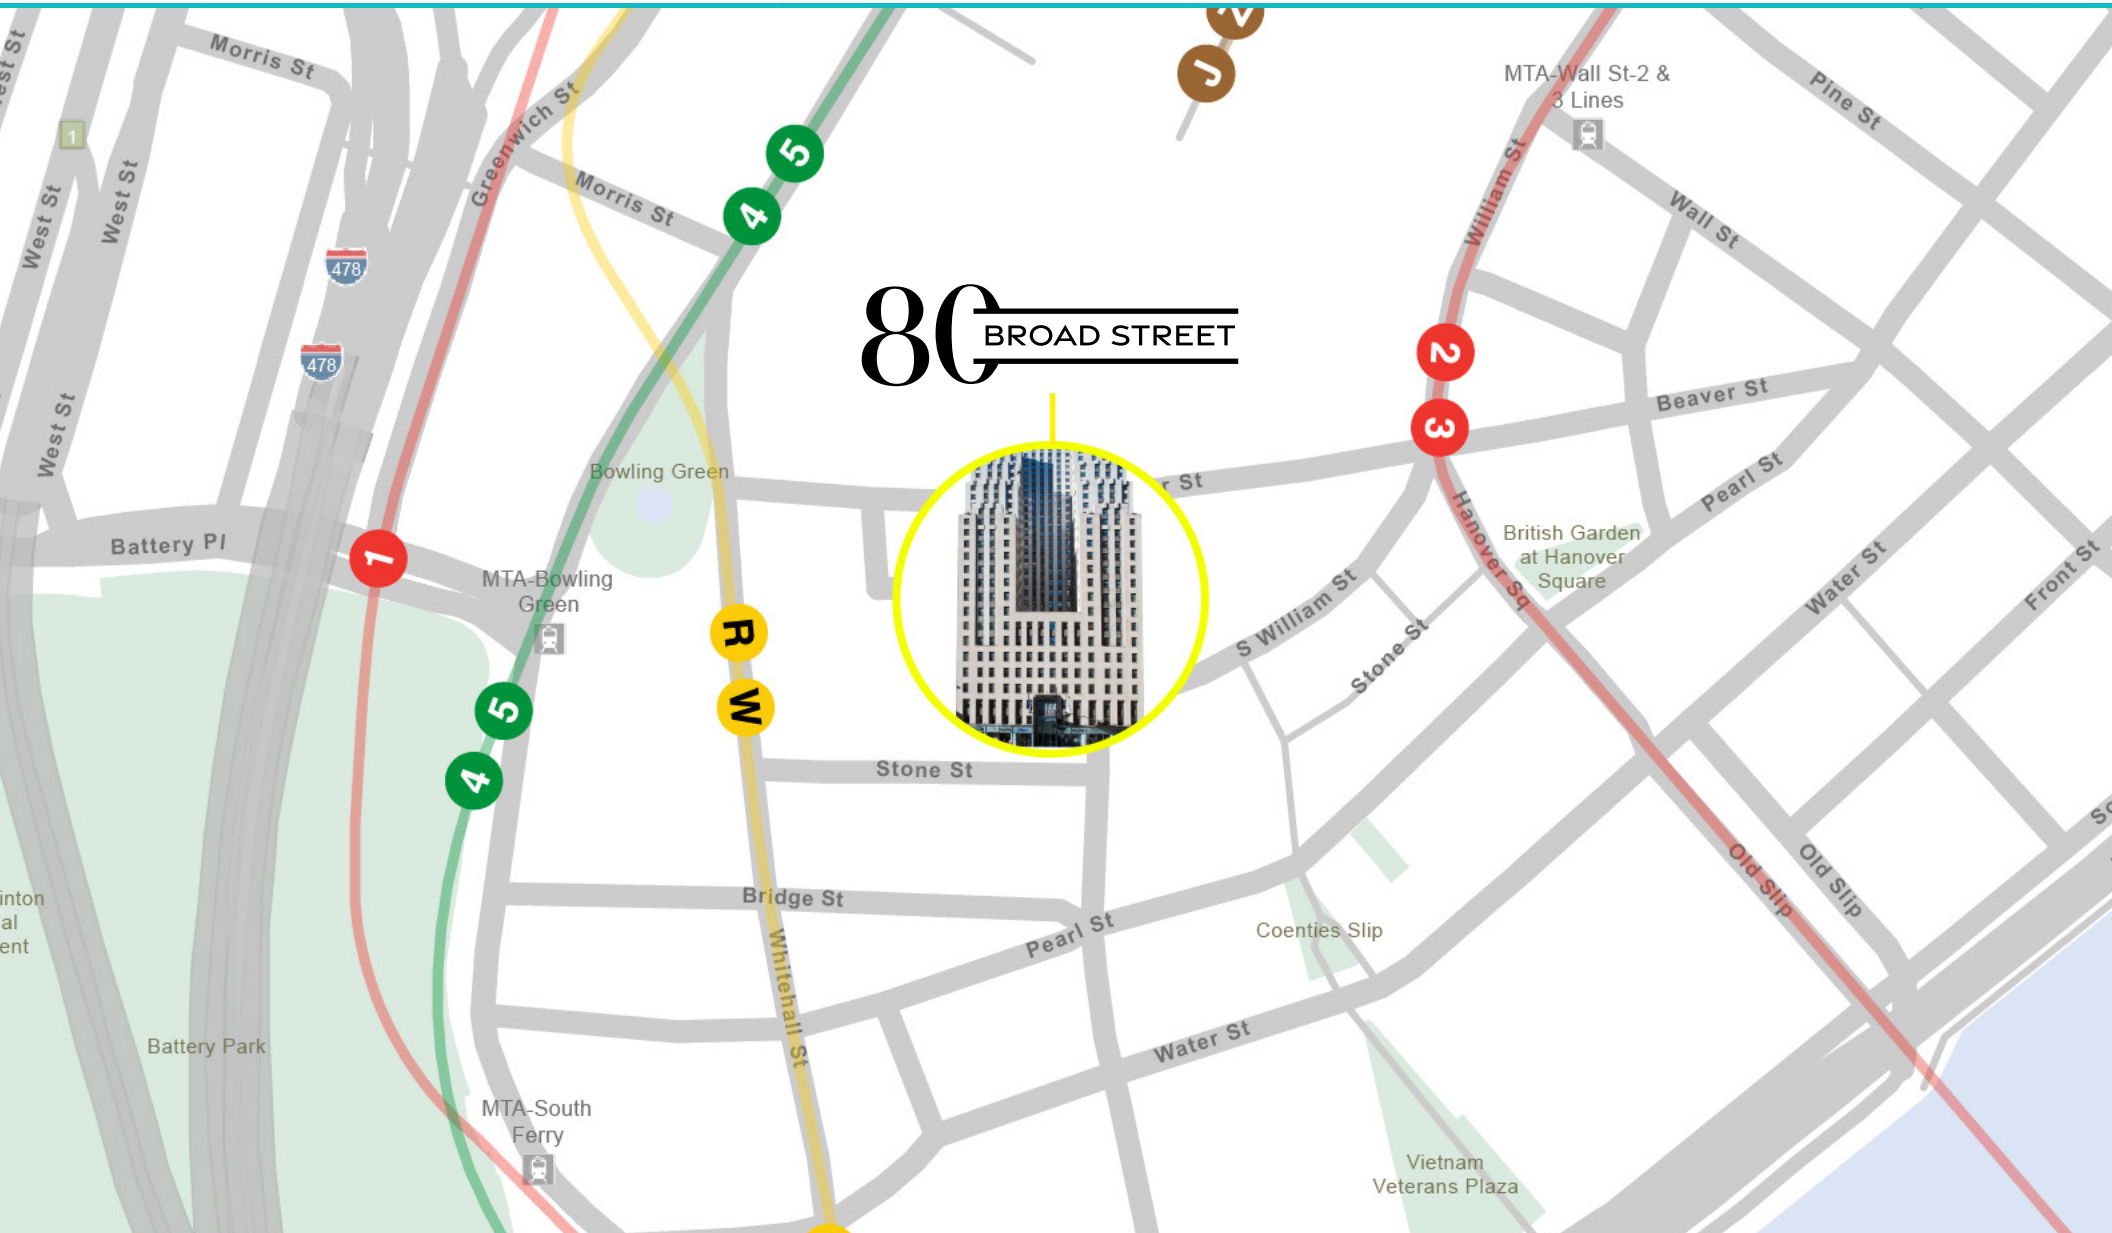 West St
Morris St
Z
J
MTA-Wall St-2 &
3 Lines
Pine St
1
West St
West St
Greenwich St
Morris St
5
4
William St
Wall St
478
478
80
BROAD STREET
2
3
Beaver St
West St
Bowling Green
r St
Pearl St
Hanover Sq
British Garden
at Hanover
Square
Battery Pl
1
MTA-Bowling
Green
R
W
S William St
Stone St
Water St
Front St
5
4
Stone St
Old Slip
Old Slip
Bridge St
Whitehall St
Pearl St
Coenties Slip
inton
al
ent
Battery Park
Water St
MTA-South
Ferry
Vietnam
Veterans Plaza